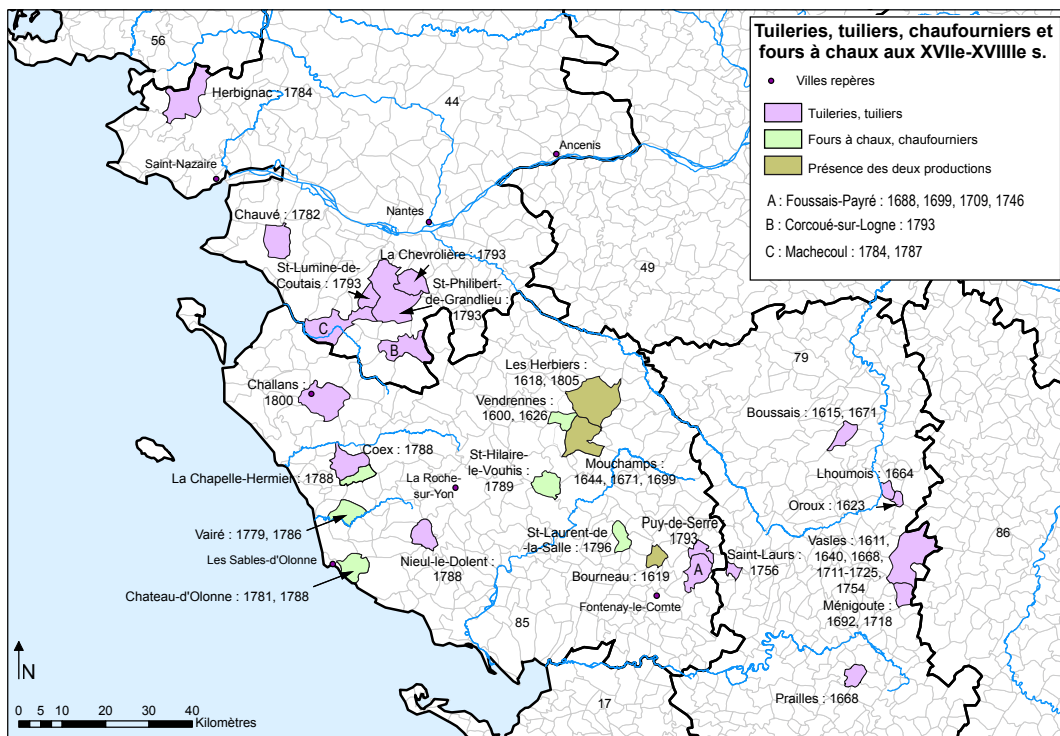 Tuileries, tuiliers, chaufourniers et
fours à chaux aux XVIIe-XVIIIIe s.
Villes repères
Tuileries, tuiliers
Fours à chaux, chaufourniers
Présence des deux productions
A : Foussais-Payré : 1688, 1699, 1709, 1746
B : Corcoué-sur-Logne : 1793
C : Machecoul : 1784, 1787
56
Herbignac : 1784
44
Saint-Nazaire
Ancenis
Nantes
Chauvé : 1782
La Chevrolière : 1793
St-Lumine-de-
Coutais : 1793
St-Philibert-
de-Grandlieu :
1793
49
C
B
79
Les Herbiers :
1618, 1805
Challans :
1800
Vendrennes :
1600, 1626
Boussais : 1615, 1671
Coex : 1788
La Chapelle-Hermier : 1788
La Roche-
sur-Yon
St-Hilaire-
le-Vouhis :
1789
Mouchamps :
1644, 1671, 1699
Lhoumois : 1664
Oroux : 1623
86
Vairé : 1779, 1786
St-Laurent-de
-la-Salle : 1796
Puy-de-Serre :
1793
Vasles : 1611,
1640, 1668,
1711-1725,
1754
Les Sables-d'Olonne
Nieul-le-Dolent :
1788
Bourneau : 1619
A
Saint-Laurs :
1756
Chateau-d'Olonne : 1781, 1788
Fontenay-le-Comte
Ménigoute :
1692, 1718
85
N
17
Prailles : 1668
0 5 10 20 30 40
Kilomètres